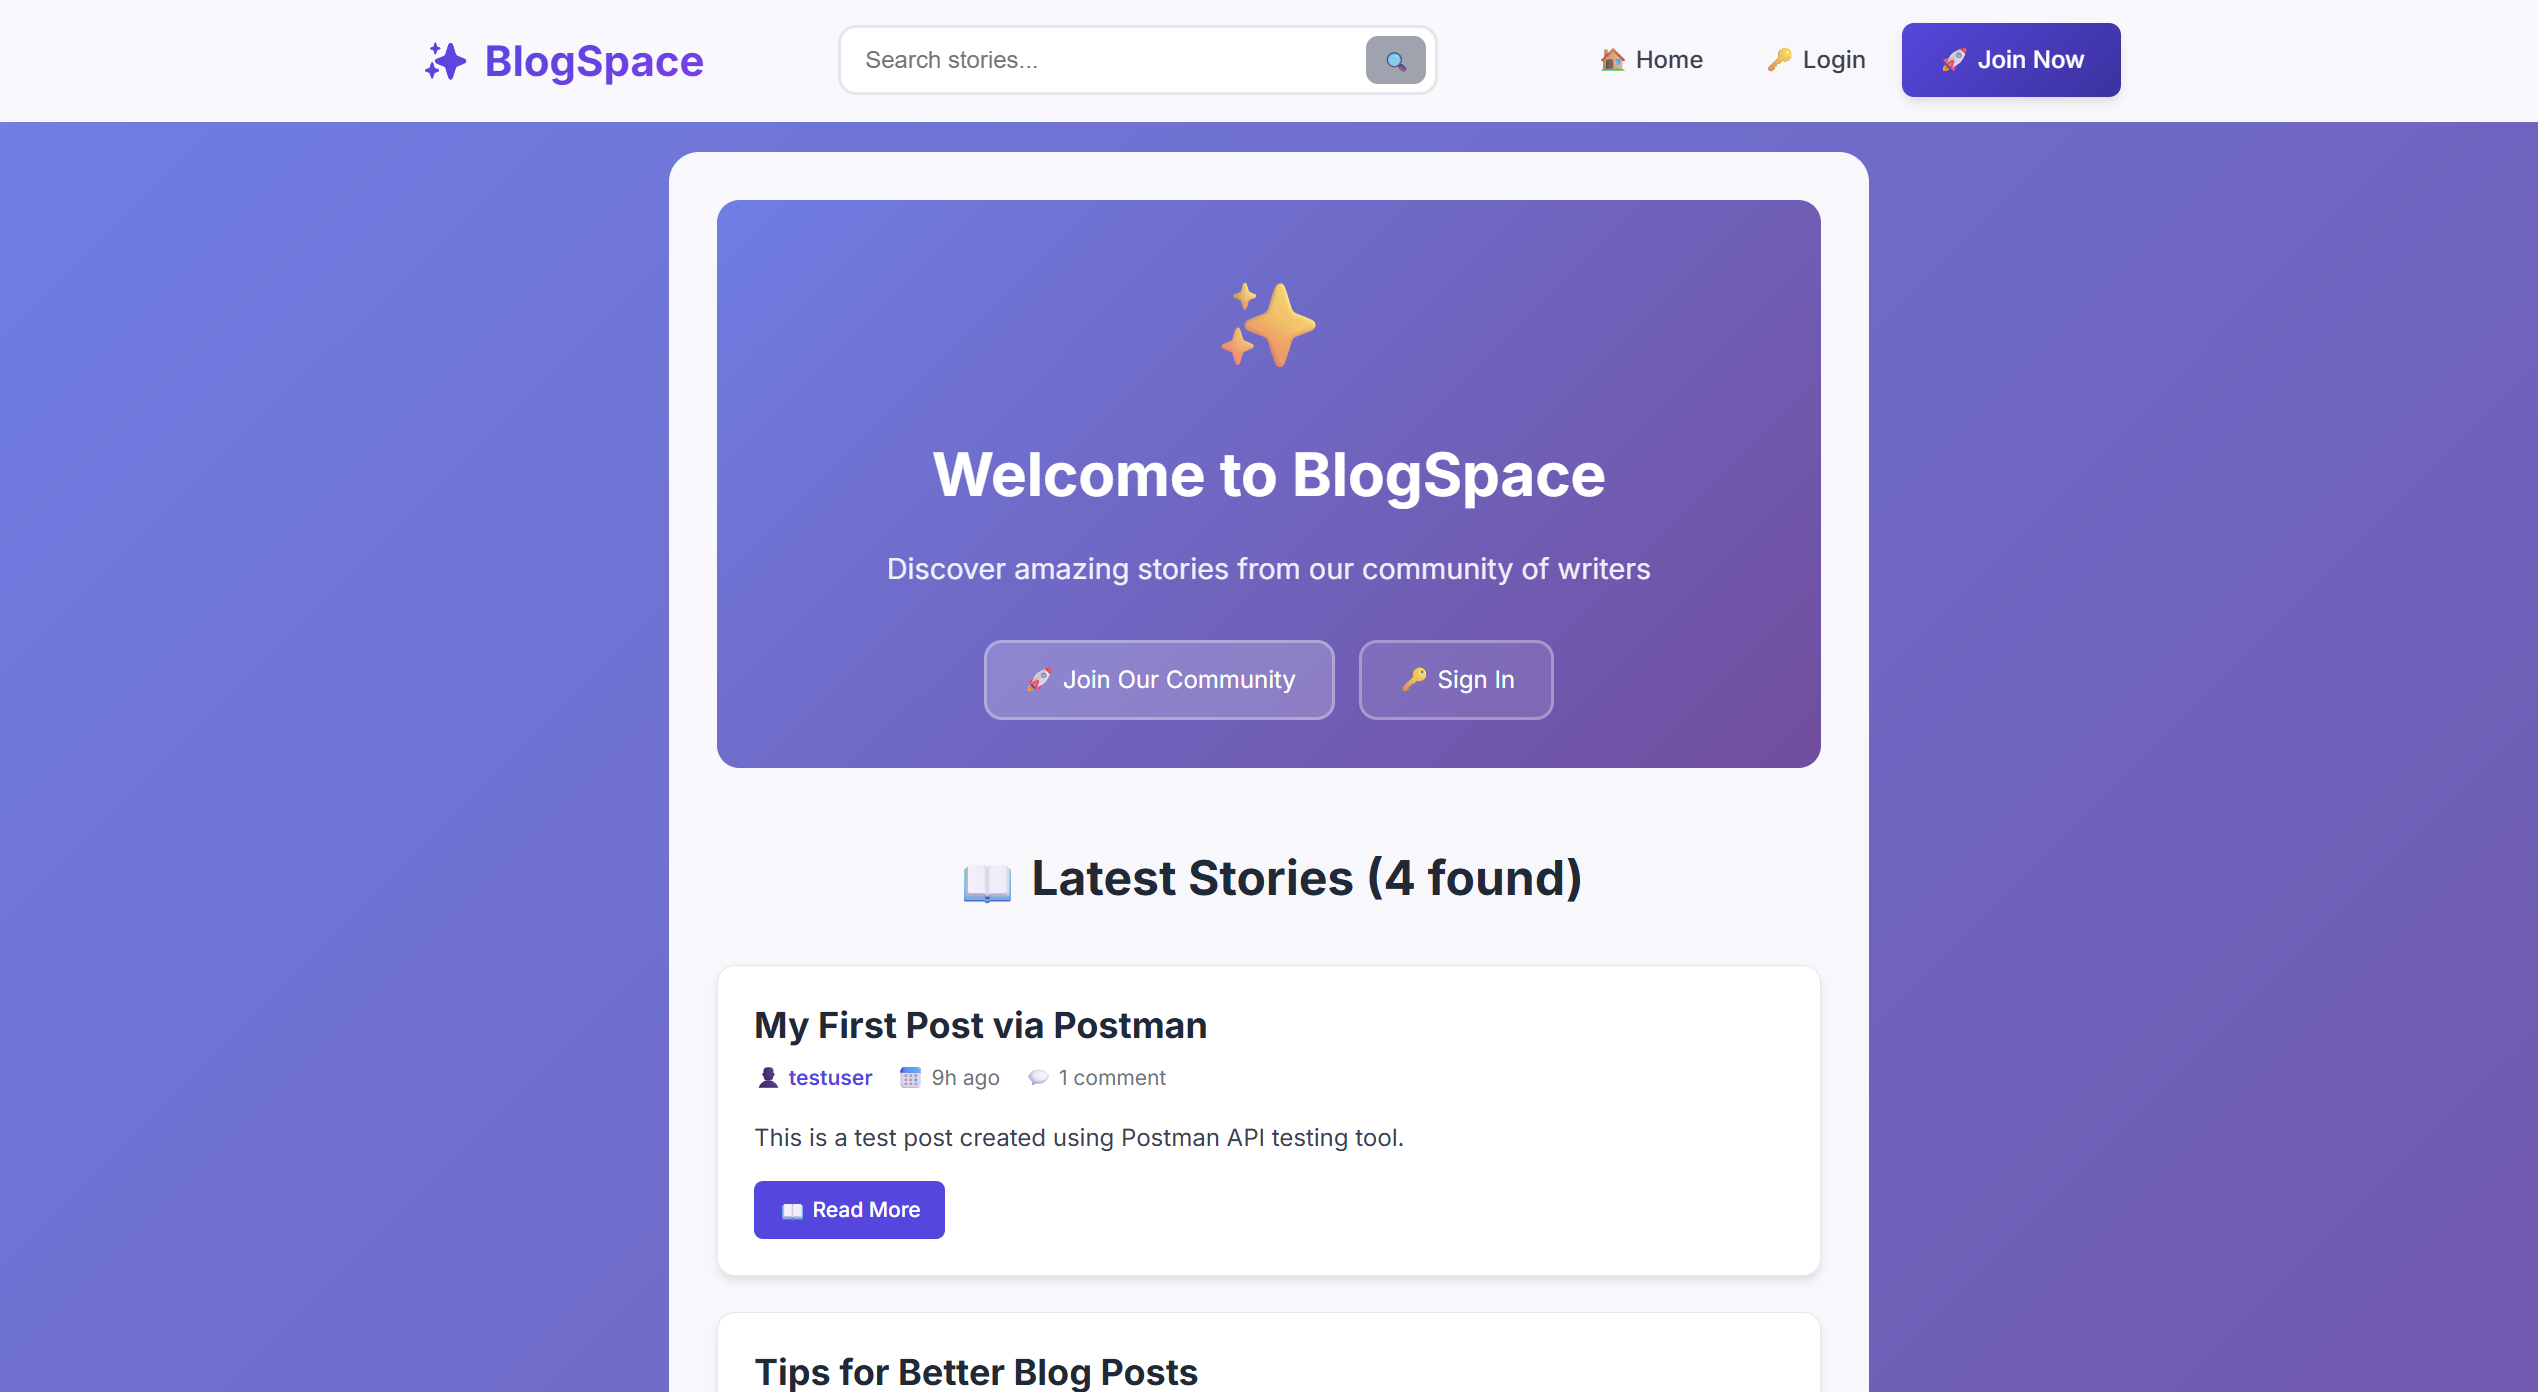 BlogSpace
Search stories...
Home
Login
Join Now
Welcome to BlogSpace
Discover amazing stories from our community of writers
Join Our Community
Sign In
Latest Stories (4 found)
My First Post via Postman
testuser 9h ago 1 comment
This is a test post created using Postman API testing tool.
Read More
Tips for Better Blog Posts